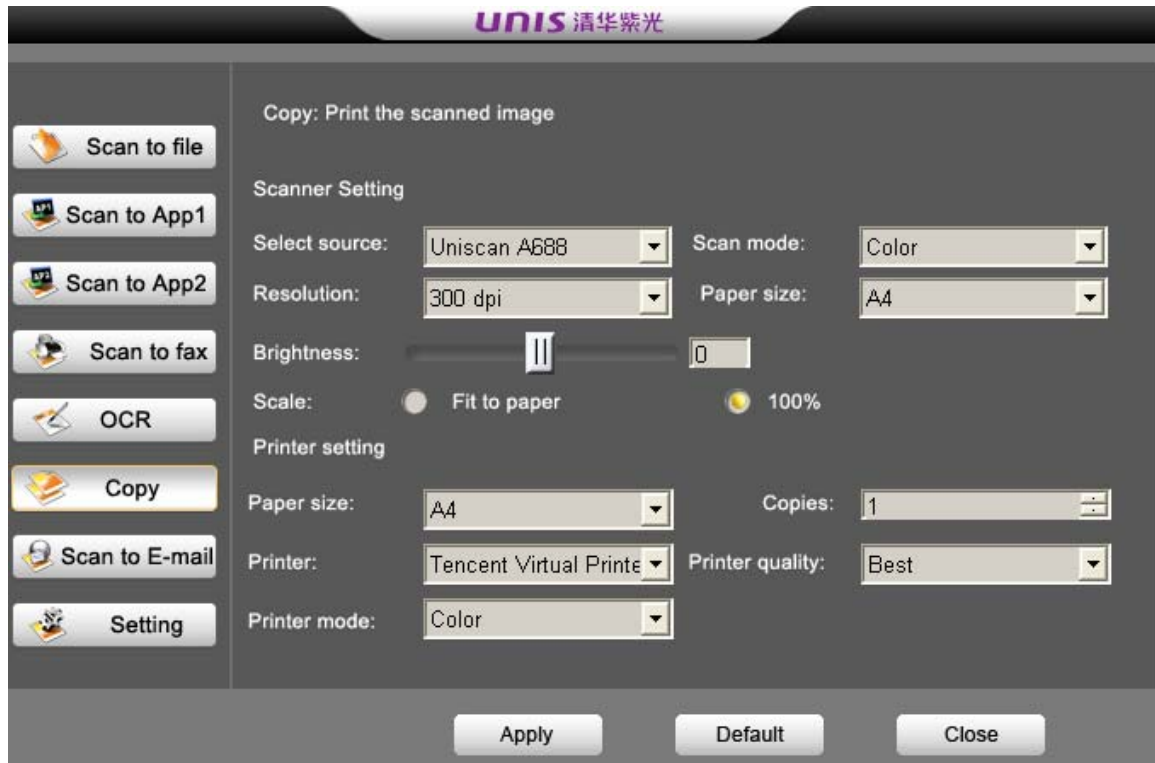 UNIS 清华紫光
Scan to file
Scan to App1
Scan to App2
Scan to fax
OCR
Copy
Scan to E-mail
Setting
Copy: Print the scanned image
Scanner Setting
Select source: Uniscan A688 Scan mode: Color
Resolution: 300 dpi Paper size: A4
Brightness: 0
Scale: Fit to paper 100%
Printer setting
Paper size: A4 Copies: 1
Printer: Tencent Virtual Printe Printer quality: Best
Printer mode: Color
Apply Default Close